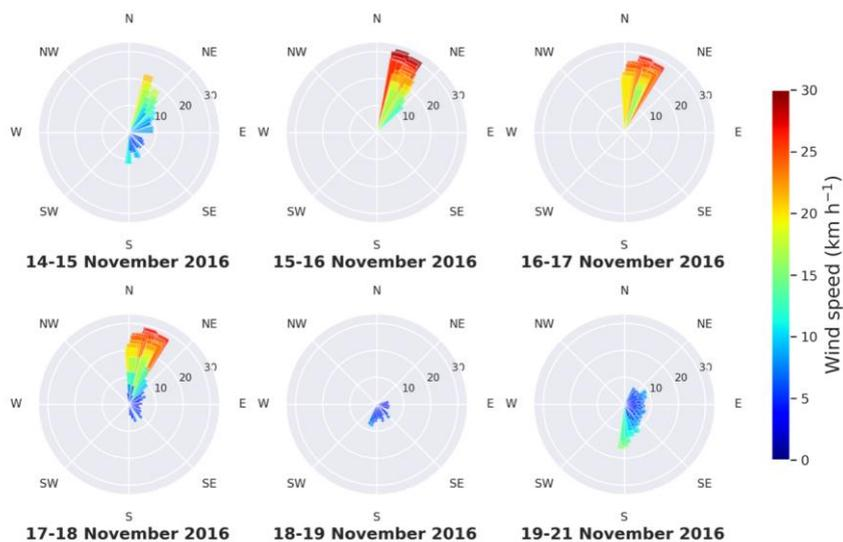 N N N
NW NE NW NE NW NE
30 30 30
20 20 20
10 10 10
W E W E W E
SW SE SW SE SW SE
S S S
14-15 November 2016 15-16 November 2016 16-17 November 2016
N N N
NW NE NW NE NW NE
30 30 30
20 20 20
10 10 10
W E W E W E
SW SE SW SE SW SE
S S S
17-18 November 2016 18-19 November 2016 19-21 November 2016
30
25
20
15
10
5
0
Wind speed (km h⁻¹)